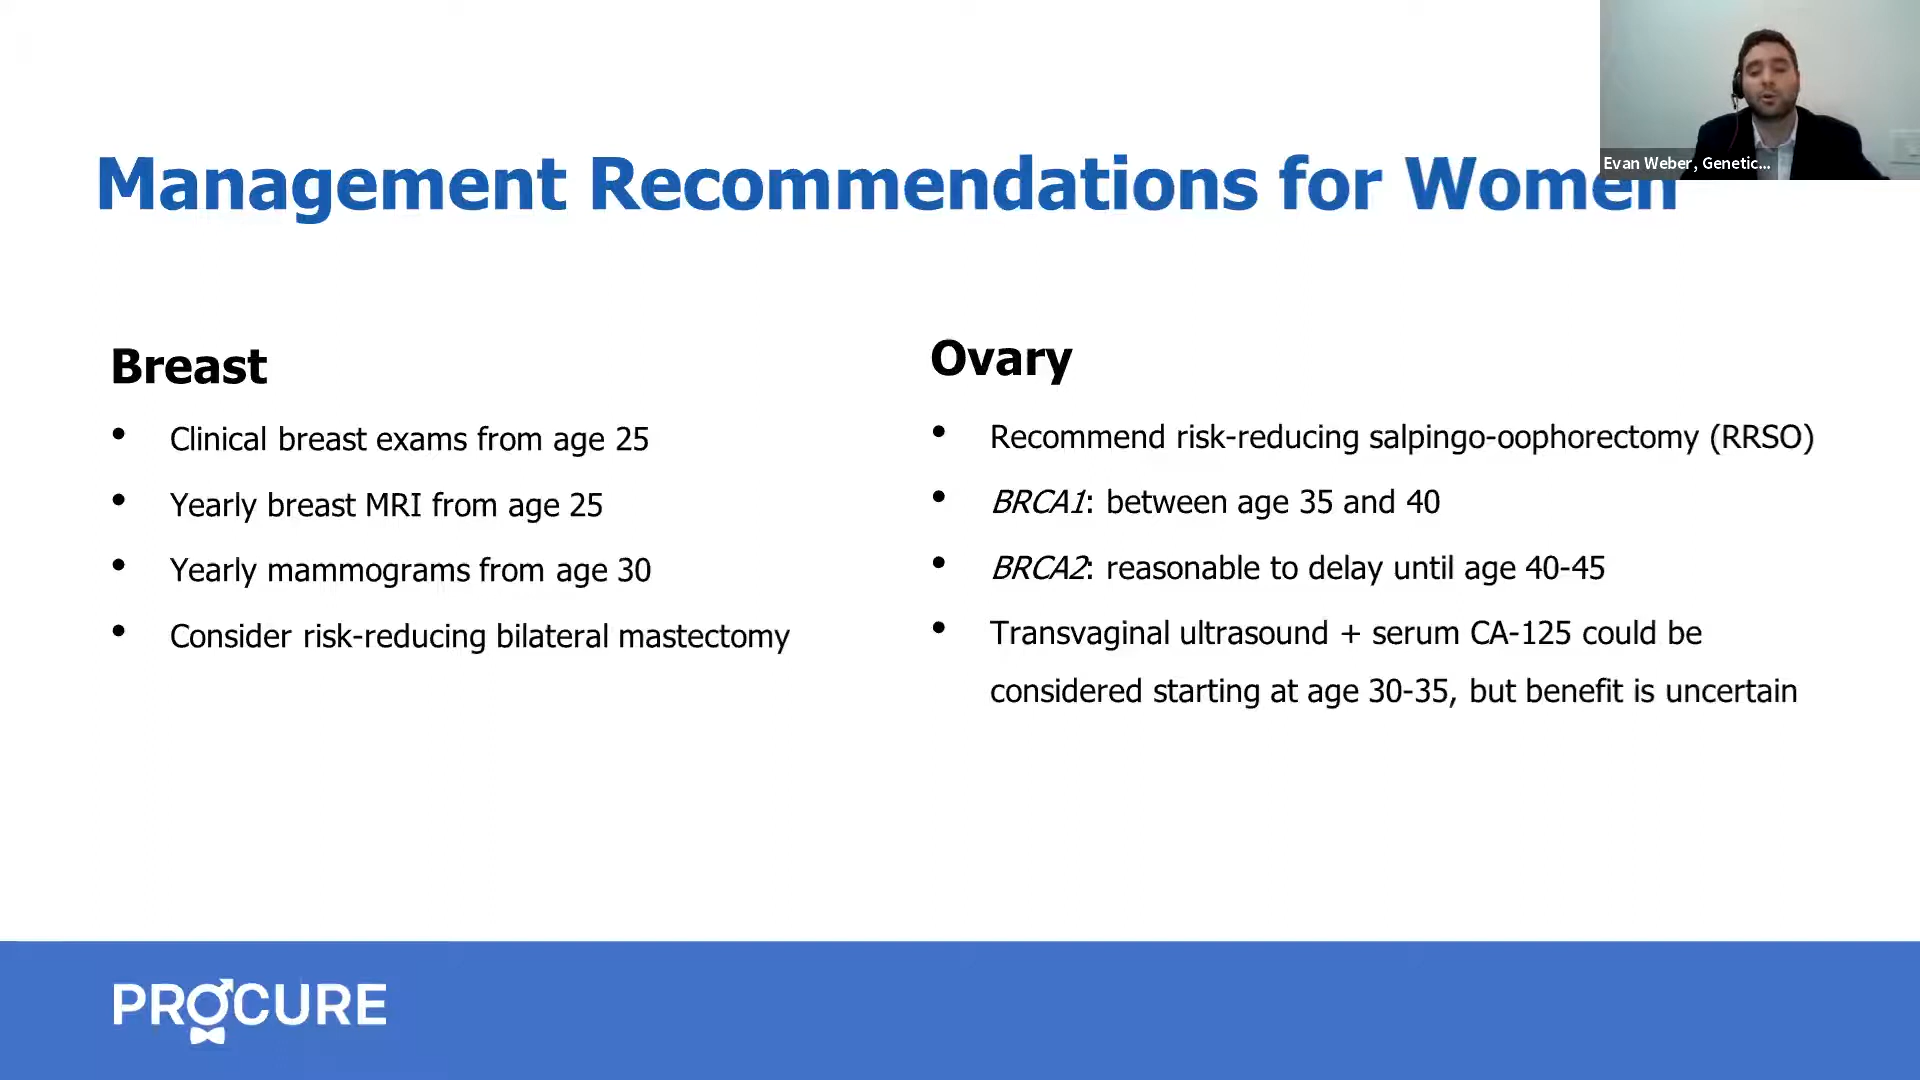 Evan Weber, Genetic...
Management Recommendations for Women
Breast
• Clinical breast exams from age 25
• Yearly breast MRI from age 25
• Yearly mammograms from age 30
• Consider risk-reducing bilateral mastectomy
Ovary
• Recommend risk-reducing salpingo-oophorectomy (RRSO)
• BRCA1: between age 35 and 40
• BRCA2: reasonable to delay until age 40-45
• Transvaginal ultrasound + serum CA-125 could be
considered starting at age 30-35, but benefit is uncertain
PROCURE